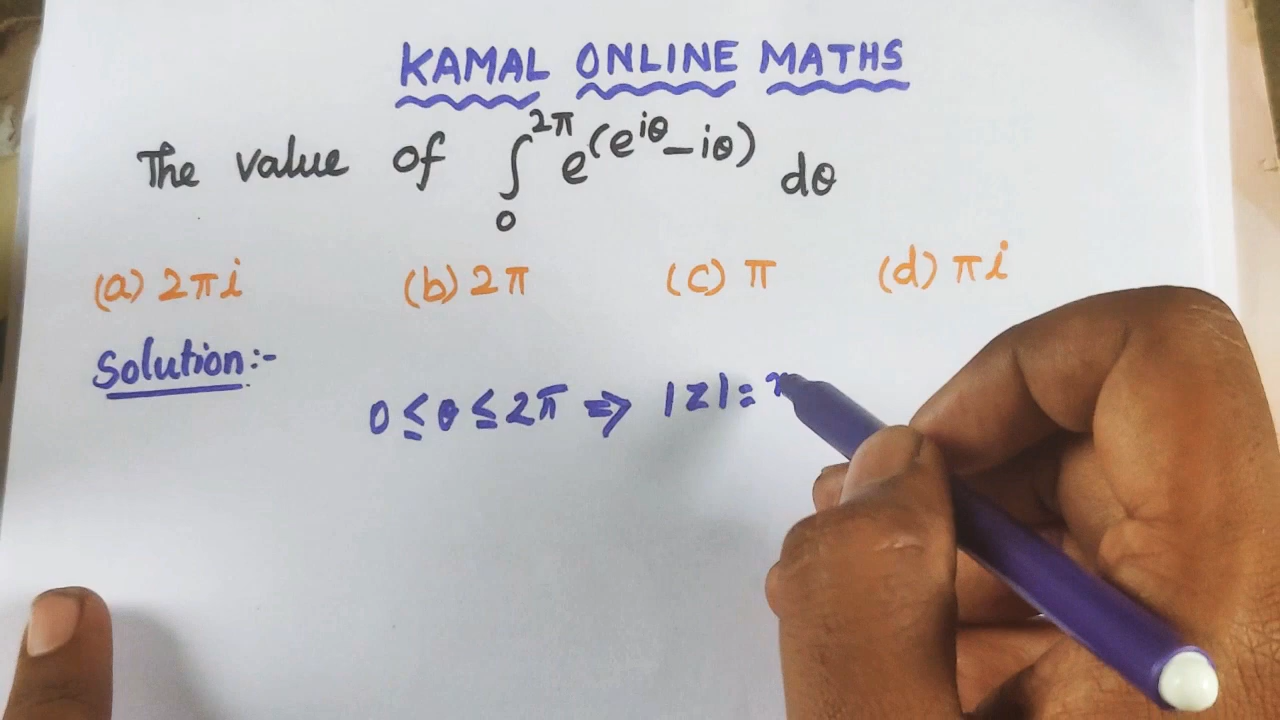 KAMAL ONLINE MATHS
The value of ∫₀^2π e^(e^iθ-iθ) dθ
(a) 2πi (b) 2π (c) π (d) πi
Solution:-
0≤θ≤2π ⇒ |z|=